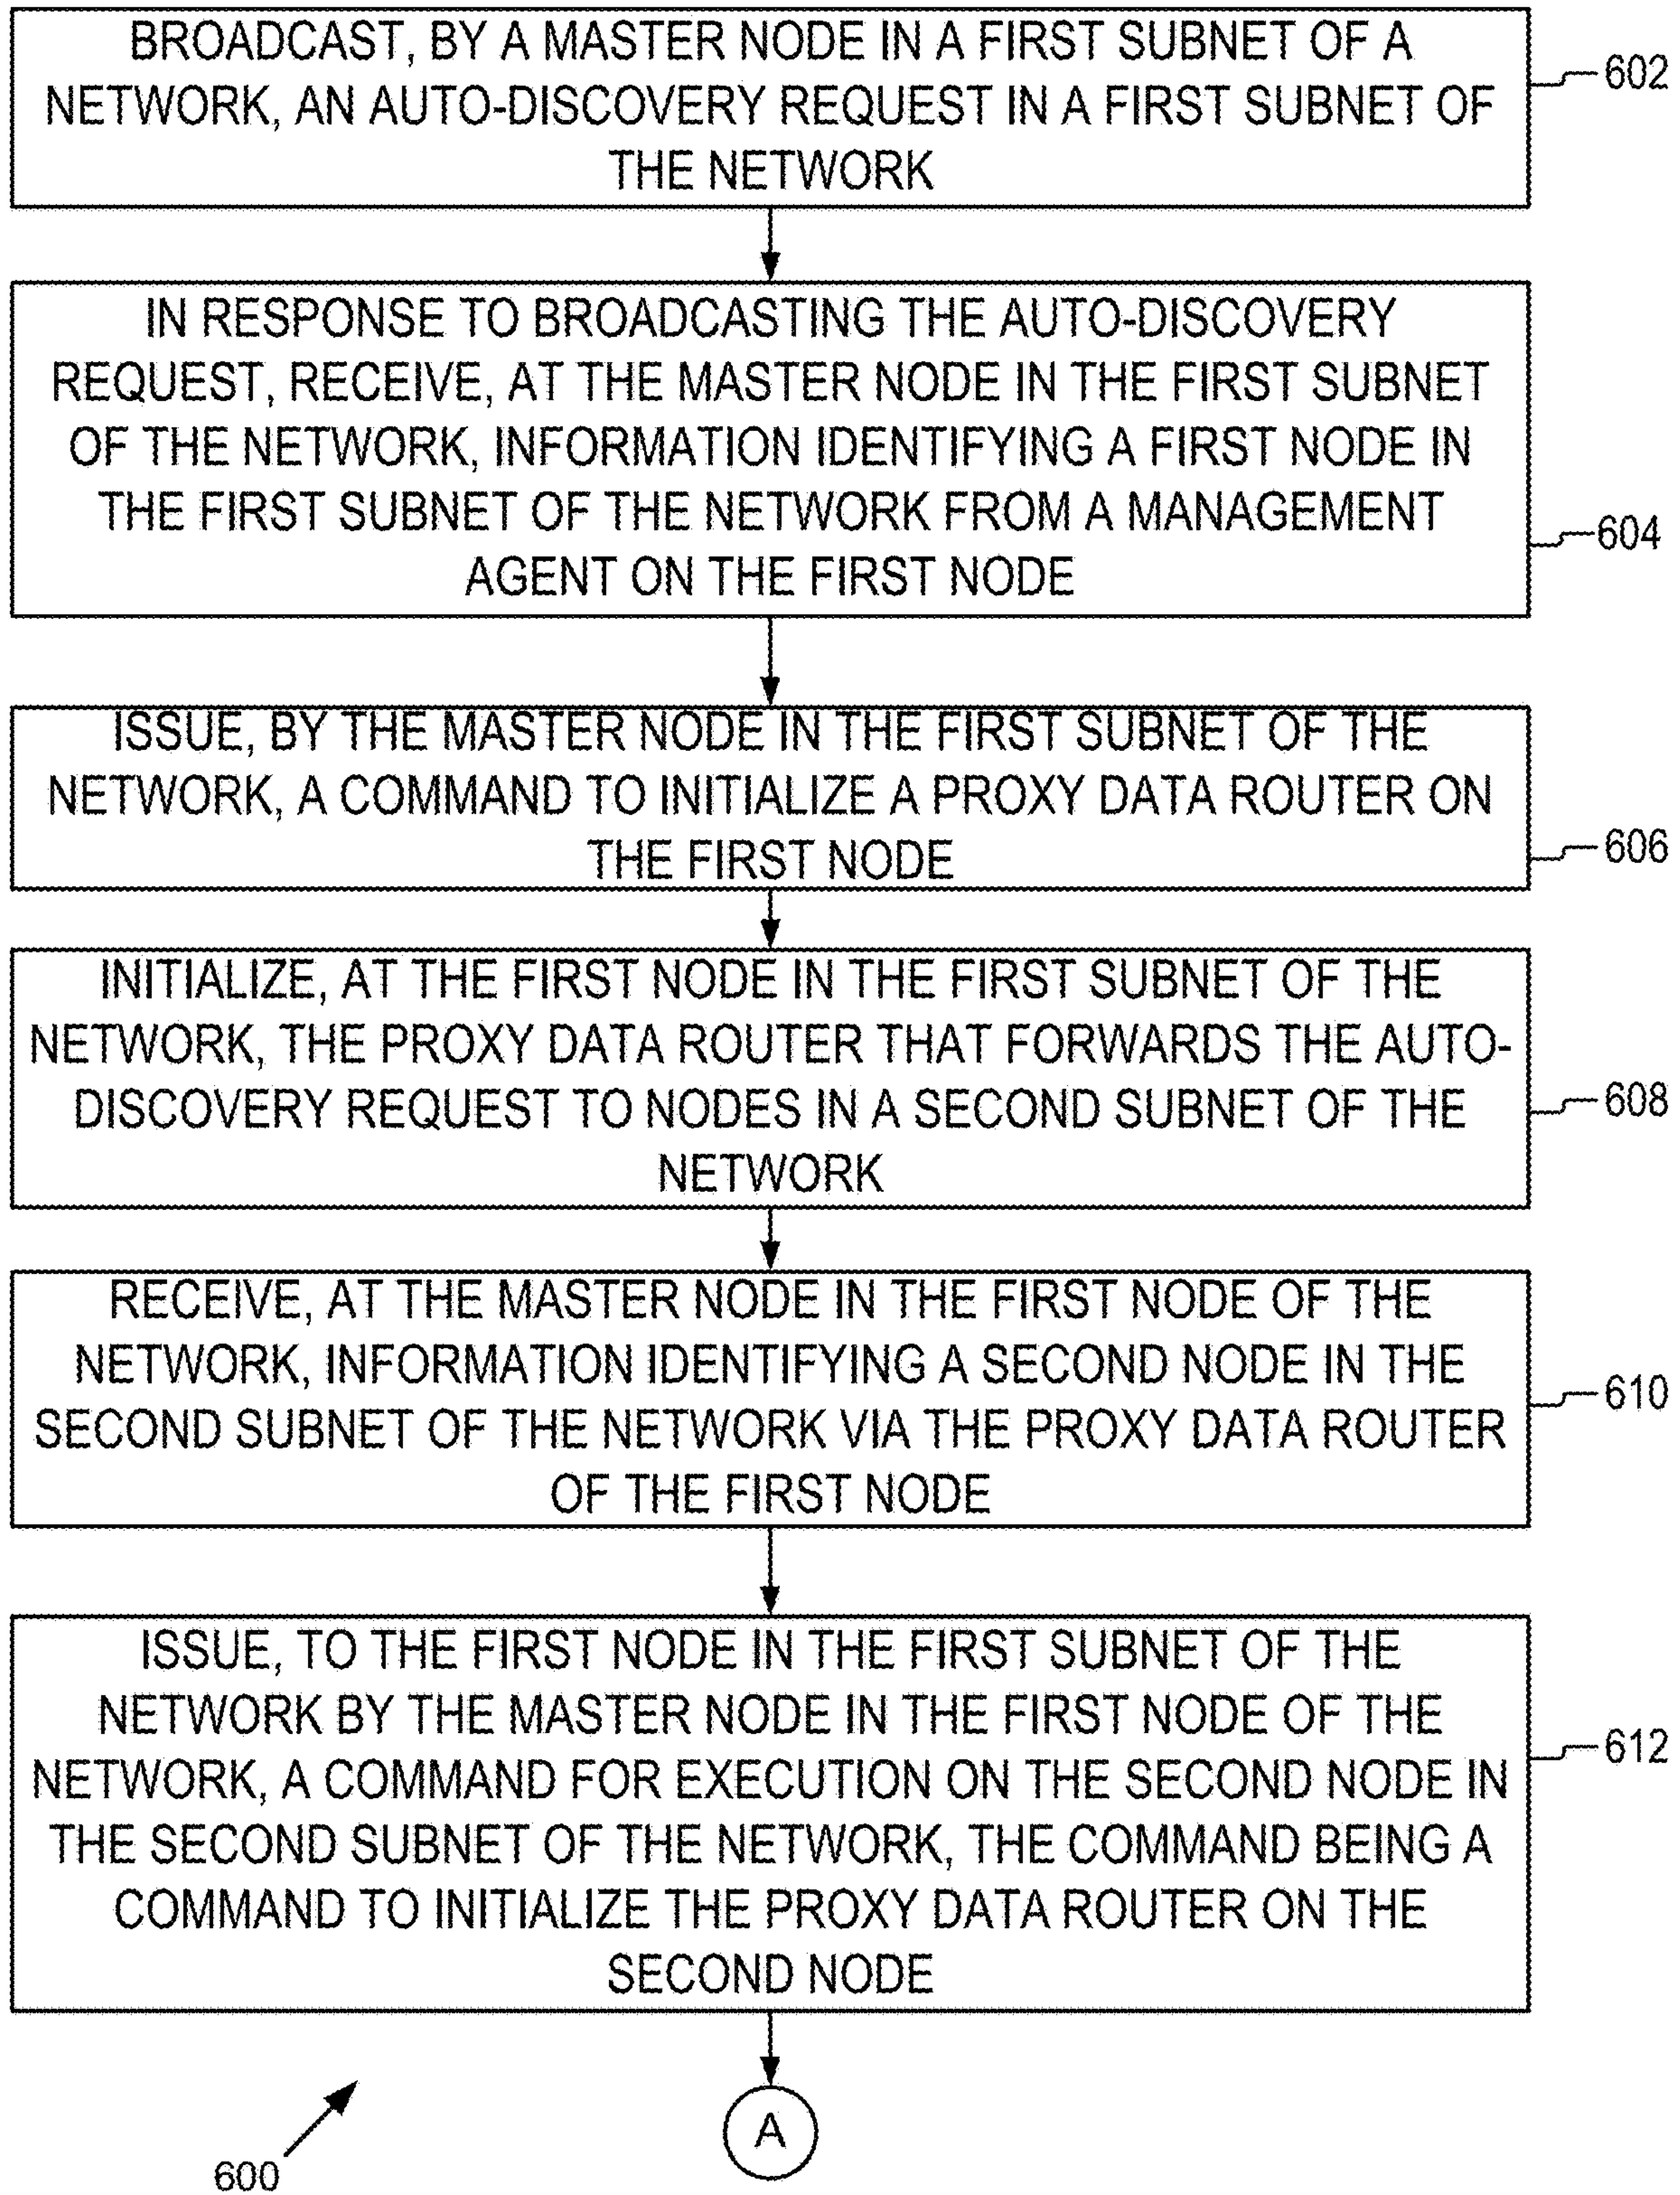 BROADCAST, BY A MASTER NODE IN A FIRST SUBNET OF A
NETWORK, AN AUTO-DISCOVERY REQUEST IN A FIRST SUBNET OF
THE NETWORK
602
IN RESPONSE TO BROADCASTING THE AUTO-DISCOVERY
REQUEST, RECEIVE, AT THE MASTER NODE IN THE FIRST SUBNET
OF THE NETWORK, INFORMATION IDENTIFYING A FIRST NODE IN
THE FIRST SUBNET OF THE NETWORK FROM A MANAGEMENT
AGENT ON THE FIRST NODE
604
ISSUE, BY THE MASTER NODE IN THE FIRST SUBNET OF THE
NETWORK, A COMMAND TO INITIALIZE A PROXY DATA ROUTER ON
THE FIRST NODE
606
INITIALIZE, AT THE FIRST NODE IN THE FIRST SUBNET OF THE
NETWORK, THE PROXY DATA ROUTER THAT FORWARDS THE AUTO-
DISCOVERY REQUEST TO NODES IN A SECOND SUBNET OF THE
NETWORK
608
RECEIVE, AT THE MASTER NODE IN THE FIRST NODE OF THE
NETWORK, INFORMATION IDENTIFYING A SECOND NODE IN THE
SECOND SUBNET OF THE NETWORK VIA THE PROXY DATA ROUTER
OF THE FIRST NODE
610
ISSUE, TO THE FIRST NODE IN THE FIRST SUBNET OF THE
NETWORK BY THE MASTER NODE IN THE FIRST NODE OF THE
NETWORK, A COMMAND FOR EXECUTION ON THE SECOND NODE IN
THE SECOND SUBNET OF THE NETWORK, THE COMMAND BEING A
COMMAND TO INITIALIZE THE PROXY DATA ROUTER ON THE
SECOND NODE
612
A
600